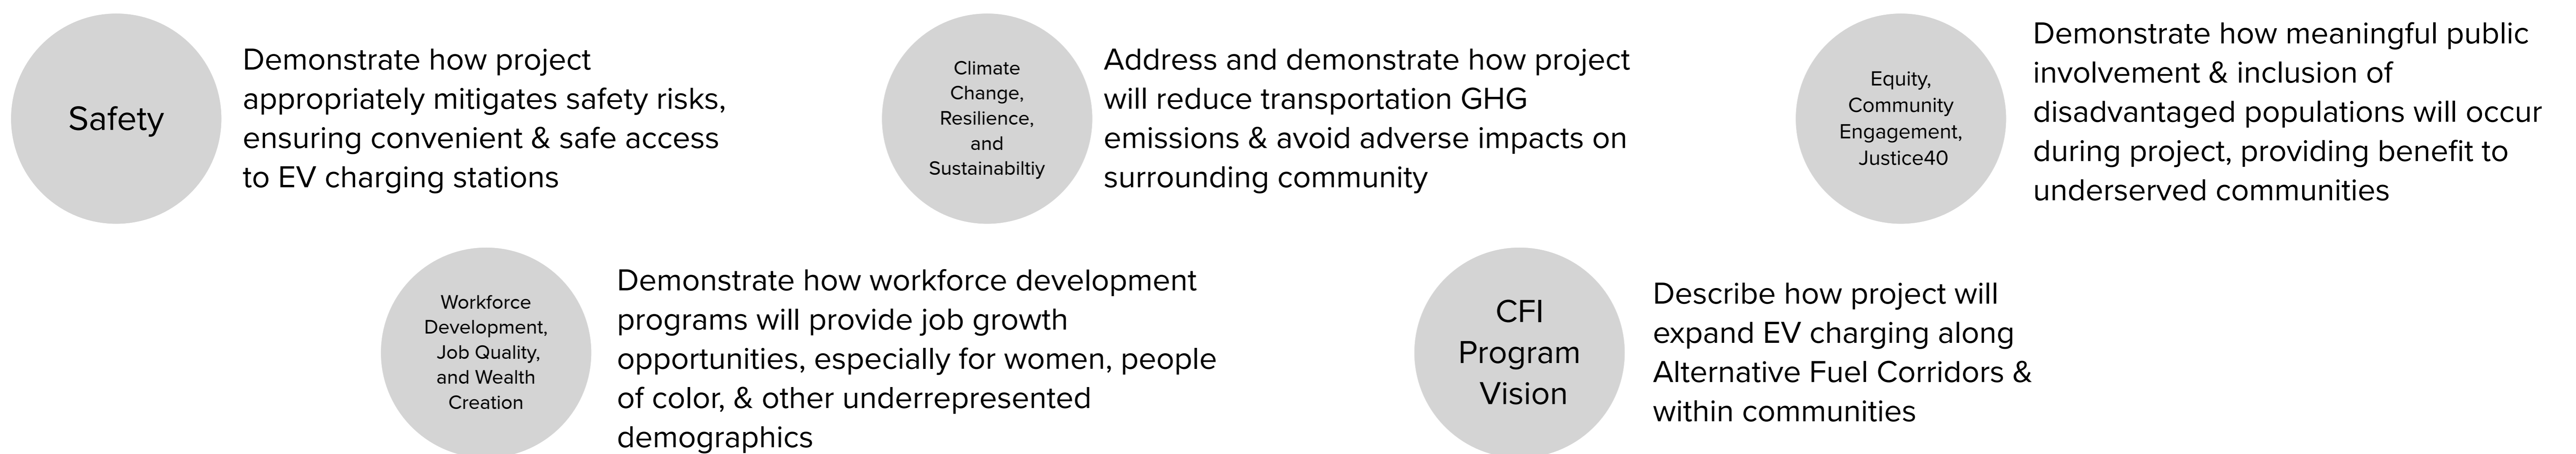 Safety
Demonstrate how project
appropriately mitigates safety risks,
ensuring convenient & safe access
to EV charging stations
Climate
Change,
Resilience,
and
Sustainabiltiy
Address and demonstrate how project
will reduce transportation GHG
emissions & avoid adverse impacts on
surrounding community
Equity,
Community
Engagement,
Justice40
Demonstrate how meaningful public
involvement & inclusion of
disadvantaged populations will occur
during project, providing benefit to
underserved communities
Workforce
Development,
Job Quality,
and Wealth
Creation
Demonstrate how workforce development
programs will provide job growth
opportunities, especially for women, people
of color, & other underrepresented
demographics
CFI
Program
Vision
Describe how project will
expand EV charging along
Alternative Fuel Corridors &
within communities